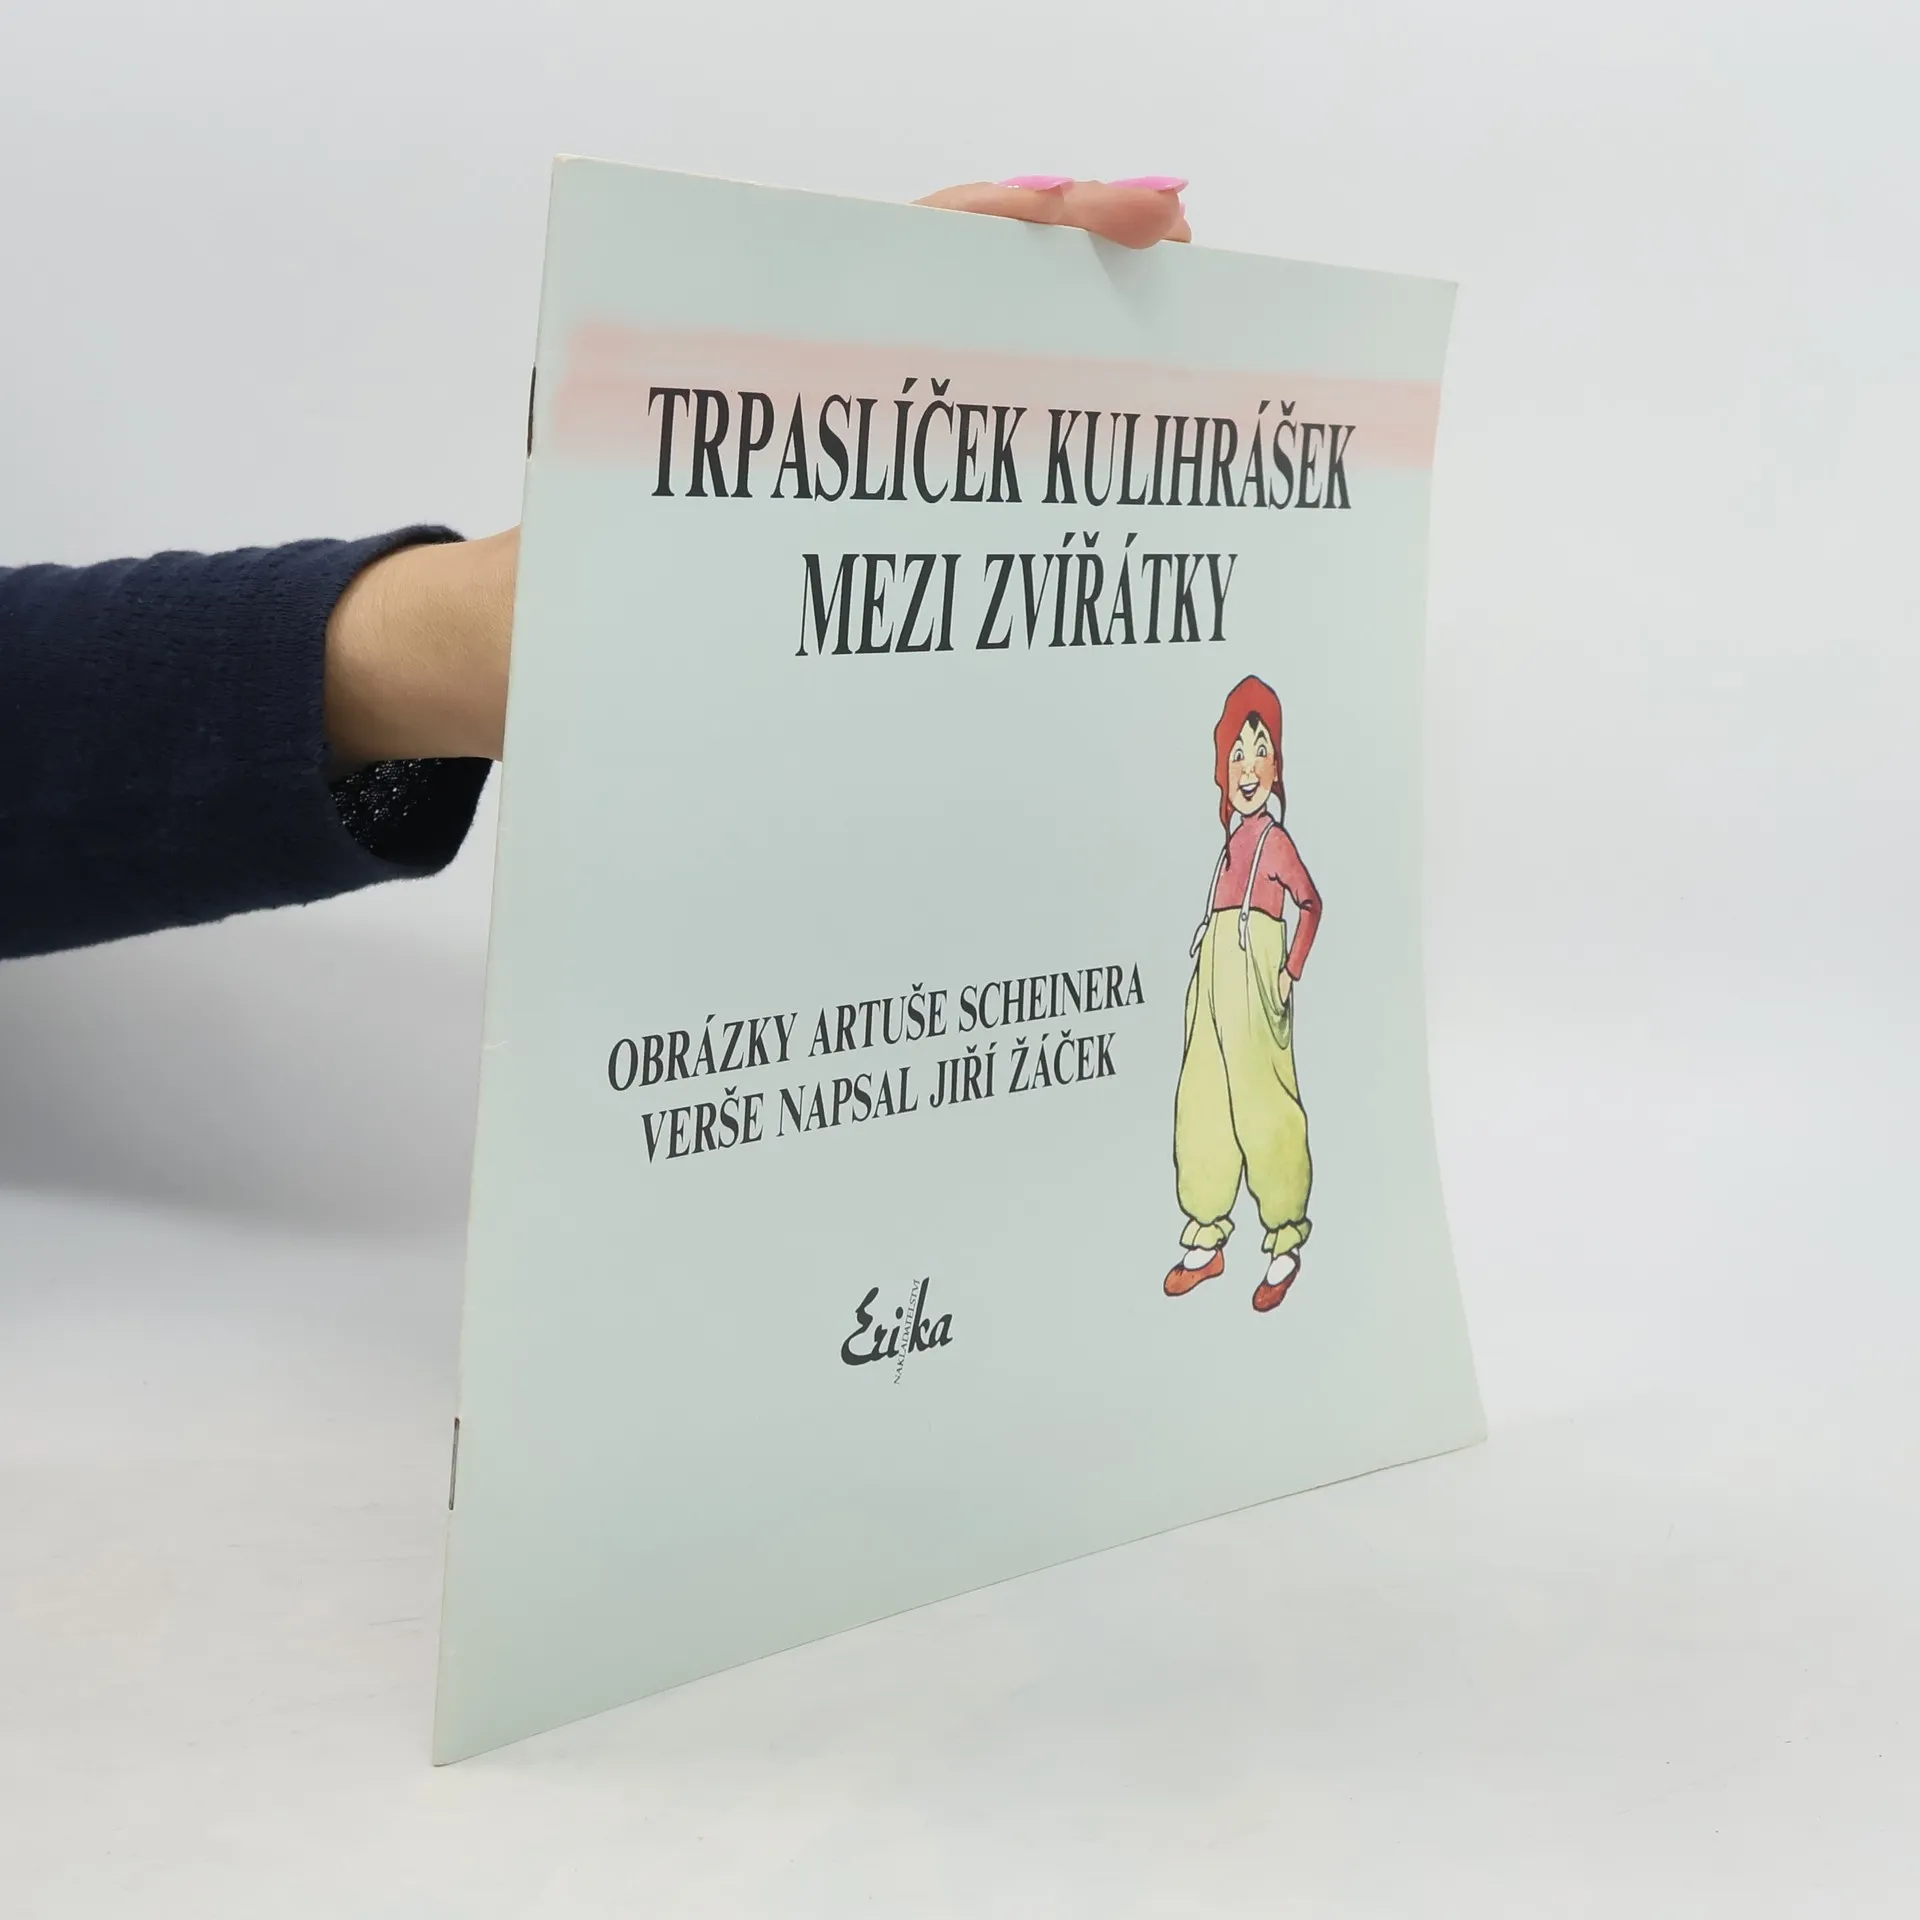 TRPASLÍČEK KULIHRÁŠEK
MEZI ZVÍŘÁTKY
OBRÁZKY ARTUŠE SCHEINERA
VERŠE NAPSAL JIŘÍ ŽÁČEK
Erika
NAKLADATELSTVÍ